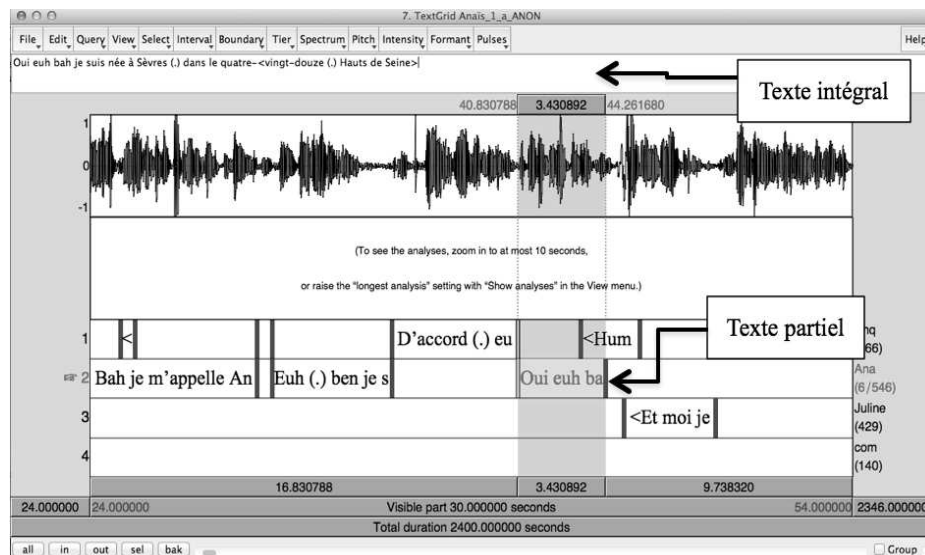 7. TextGrid Anaïs_1_a_ANON
File Edit Query View Select Interval Boundary Tier Spectrum Pitch Intensity Formant Pulses Help
Oui euh bah je suis née à Sèvres (.) dans le quatre-<vingt-douze (.) Hauts de Seine>
Texte intégral
40.830788 3.430892 44.261680
1
0
-1
(To see the analyses, zoom in to at most 10 seconds,
or raise the "longest analysis" setting with "Show analyses" in the View menu.)
Texte partiel
1 < D'accord (.) eu <Hum
66)
2 Bah je m'appelle An Euh (.) ben je s Oui euh ba Ana
(6/546)
3 <Et moi je Juline
(429)
4 com
(140)
16.830788 3.430892 9.738320
24.000000 24.000000 Visible part 30.000000 seconds 54.000000 2346.000000
Total duration 2400.000000 seconds
all in out sel bak Group